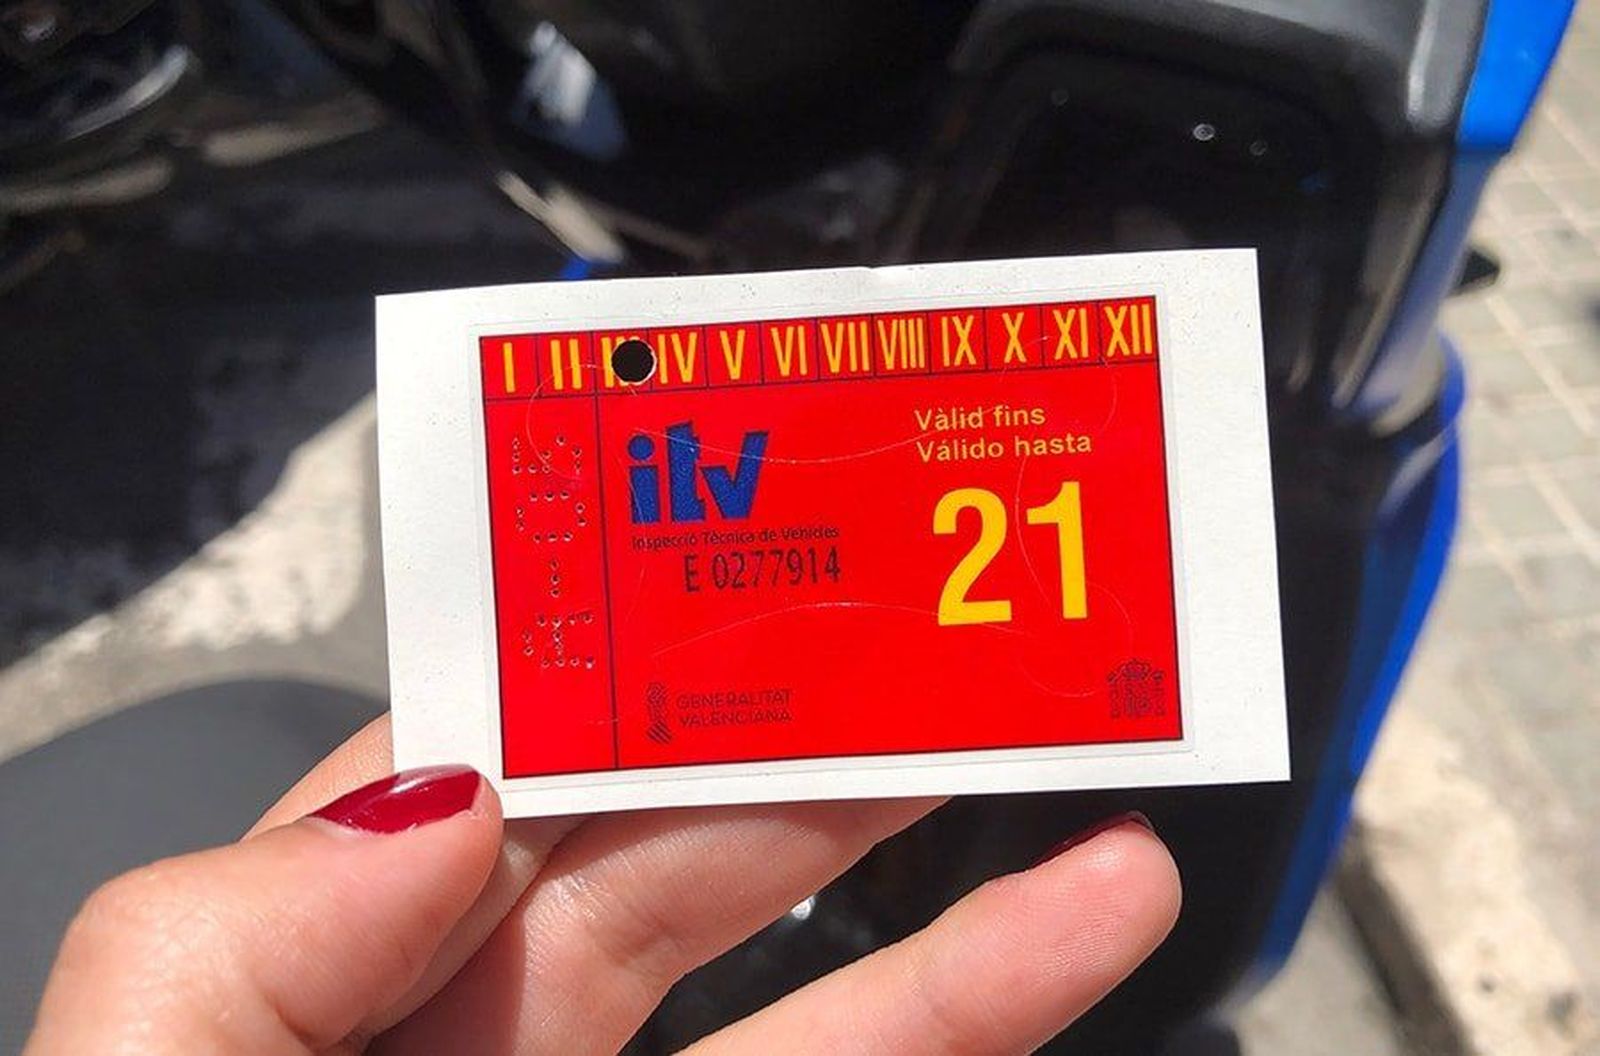 I II III IV V VI VII VIII IX X XI XII
Vàlid fins
Válido hasta
21
itv
Inspecció Tècnica de Vehicles
E 0277914
GENERALITAT
VALENCIANA